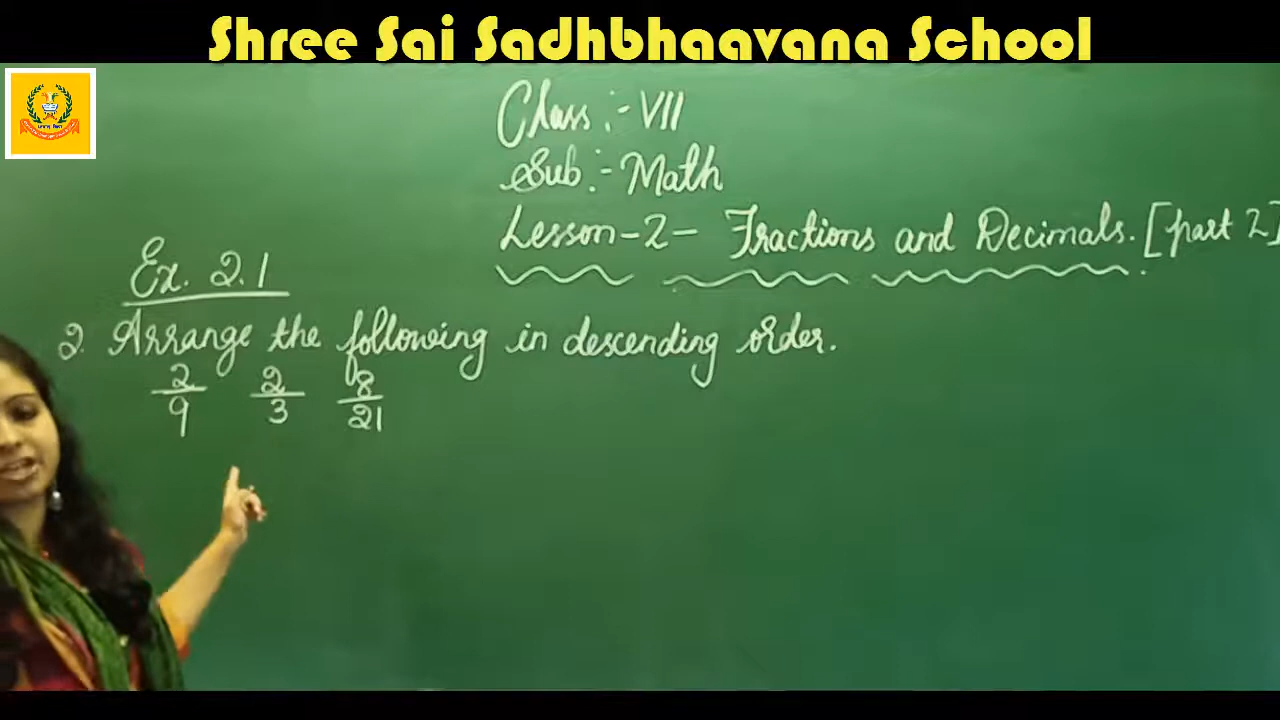 Shree Sai Sadhbhaavana School
Class :- VII
Sub :- Math
Lesson-2- Fractions and Decimals. [part 2]
Ex. 2.1
2. Arrange the following in descending order.
2/9 2/3 8/21